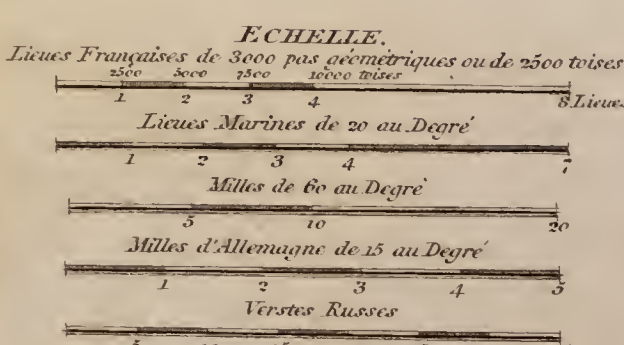 ECHELLE.
Lieues Françaises de 3000 pas géométriques ou de 2500 toises
2500 5000 7500 10000 toises
1 2 3 4 8 Lieues
Lieues Marines de 20 au Degré
1 2 3 4 7
Milles de 60 au Degré
5 10 20
Milles d'Allemagne de 15 au Degré
1 2 3 4 5
Verstes Russes